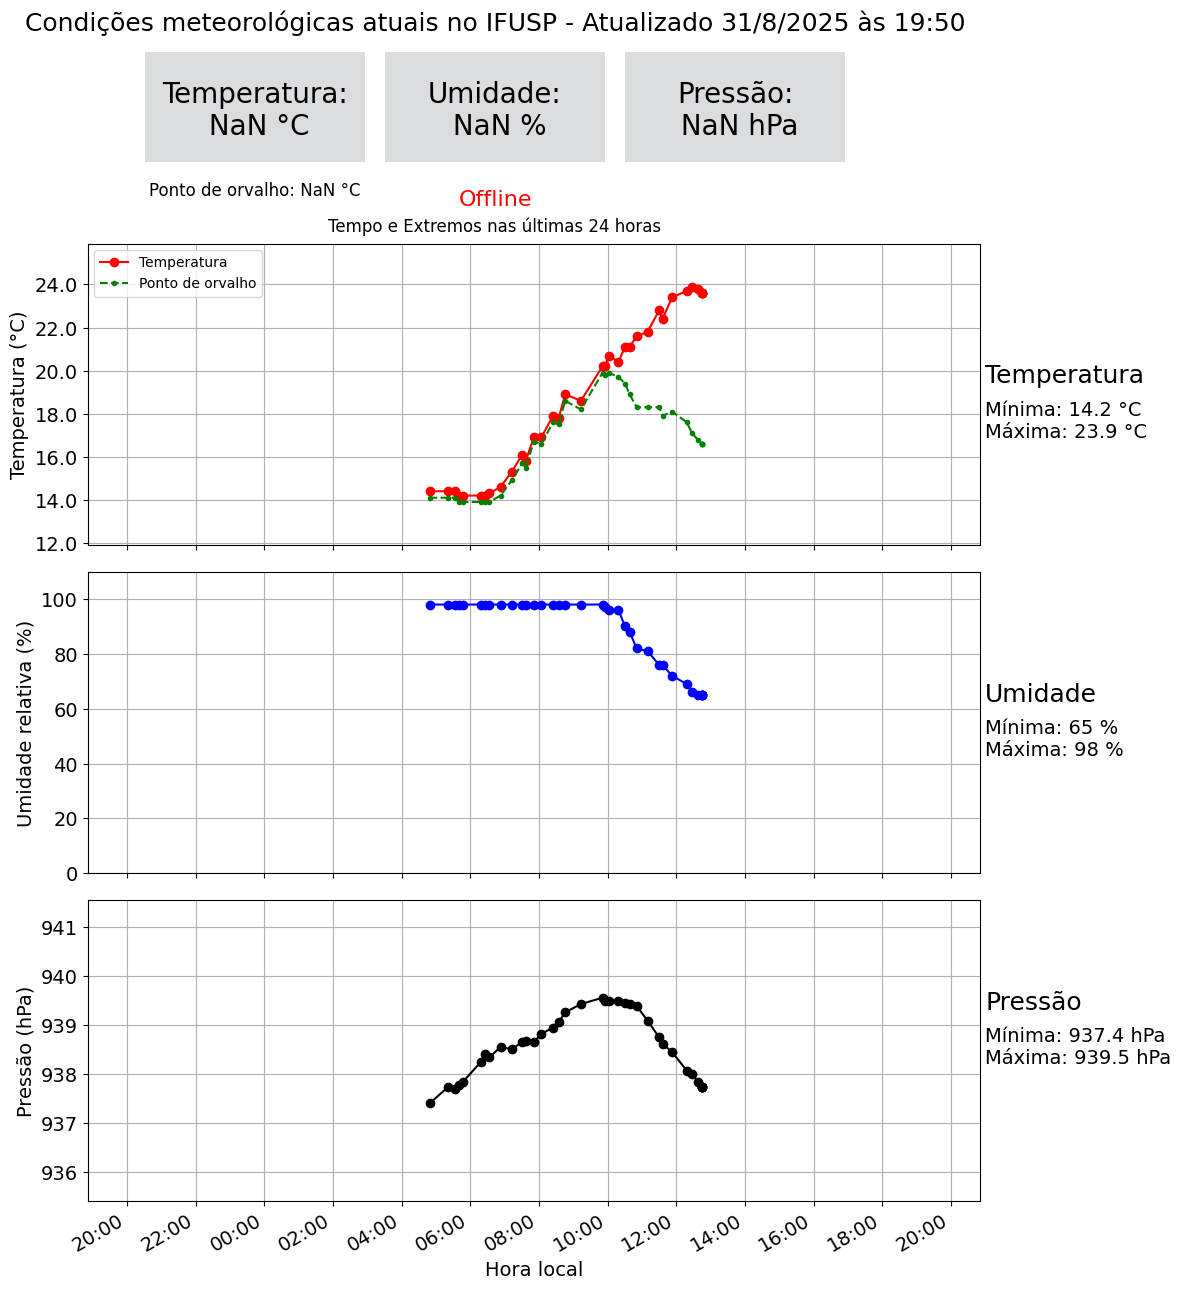 Condições meteorológicas atuais no IFUSP - Atualizado 31/8/2025 às 19:50
Temperatura:
NaN °C
Umidade:
NaN %
Pressão:
NaN hPa
Ponto de orvalho: NaN °C
Offline
Tempo e Extremos nas últimas 24 horas
Temperatura
Ponto de orvalho
Temperatura (°C)
24.0
22.0
20.0
18.0
16.0
14.0
12.0
Temperatura
Mínima: 14.2 °C
Máxima: 23.9 °C
Umidade relativa (%)
100
80
60
40
20
0
Umidade
Mínima: 65 %
Máxima: 98 %
Pressão (hPa)
941
940
939
938
937
936
Pressão
Mínima: 937.4 hPa
Máxima: 939.5 hPa
20:00
22:00
00:00
02:00
04:00
06:00
08:00
10:00
12:00
14:00
16:00
18:00
20:00
Hora local